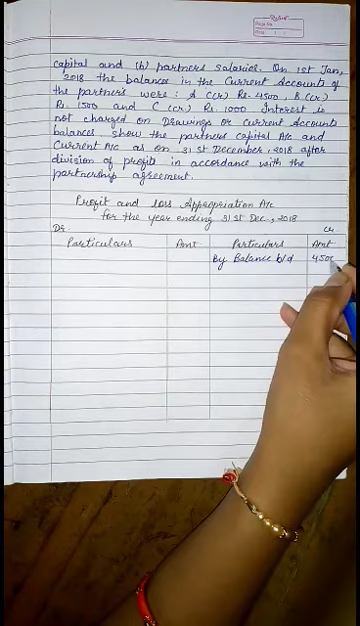 Page No.
Date
capital and (b) partners salaries. On 1st Jan,
2018 the balance in the Current Accounts of
the partners were : A (cr) Rs. 4500, B (cr)
Rs. 1500 and C (cr) Rs. 1000 Interest is
not charged on Drawings or Current Accounts
balances show the partners Capital A/c and
Current A/c as on 31st December, 2018 after
division of profits in accordance with the
partnership agreement.
Profit and loss Appropriation A/c
for the year ending 31st Dec., 2018
Dr. Cr.
Particulars Amt Particulars Amt
By Balance b/d 4500